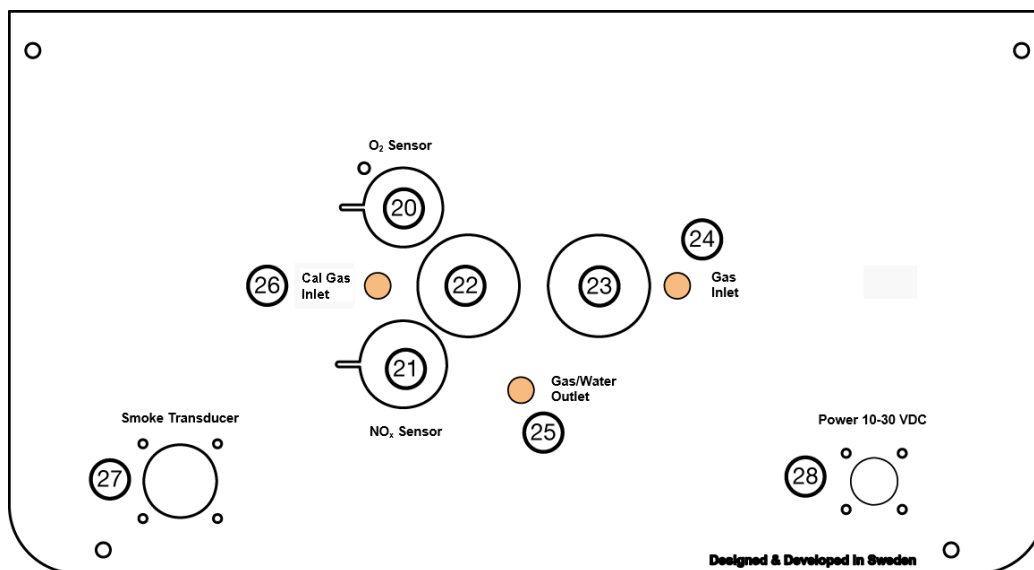 O₂ Sensor
20
24
26
Cal Gas
Inlet
22
23
Gas
Inlet
21
Gas/Water
Outlet
Smoke Transducer
NOₓ Sensor
25
Power 10-30 VDC
27
28
Designed & Developed in Sweden